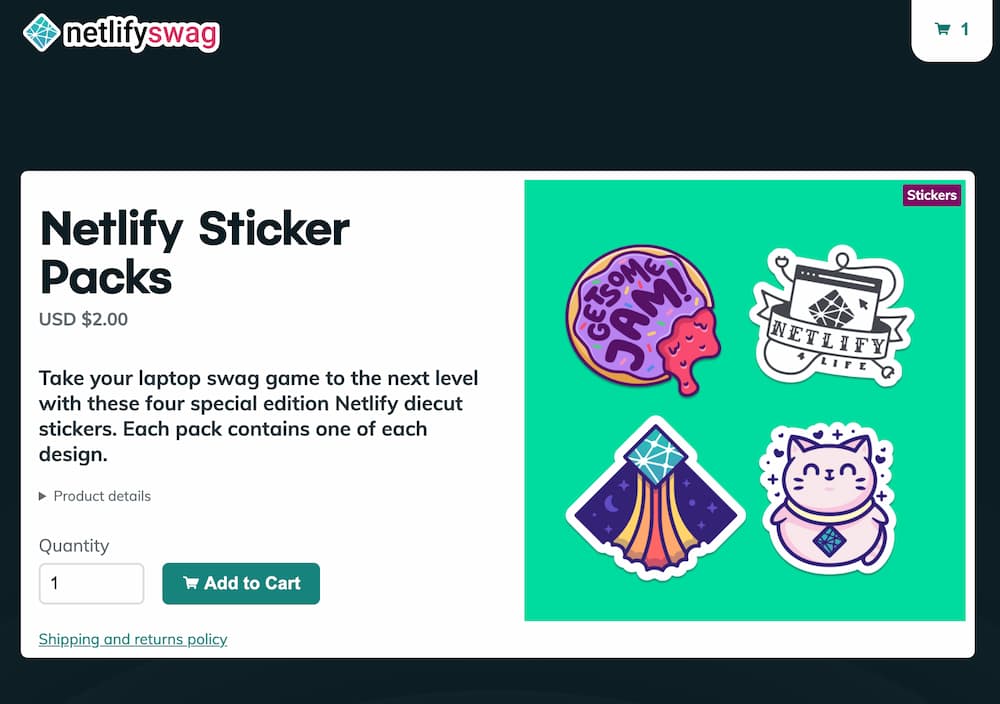 netlifyswag
1
Netlify Sticker
Packs
USD $2.00
Take your laptop swag game to the next level
with these four special edition Netlify diecut
stickers. Each pack contains one of each
design.
Product details
Quantity
1
Add to Cart
Shipping and returns policy
Stickers
GET SOME
JAM!
NETLIFY
4 LIFE